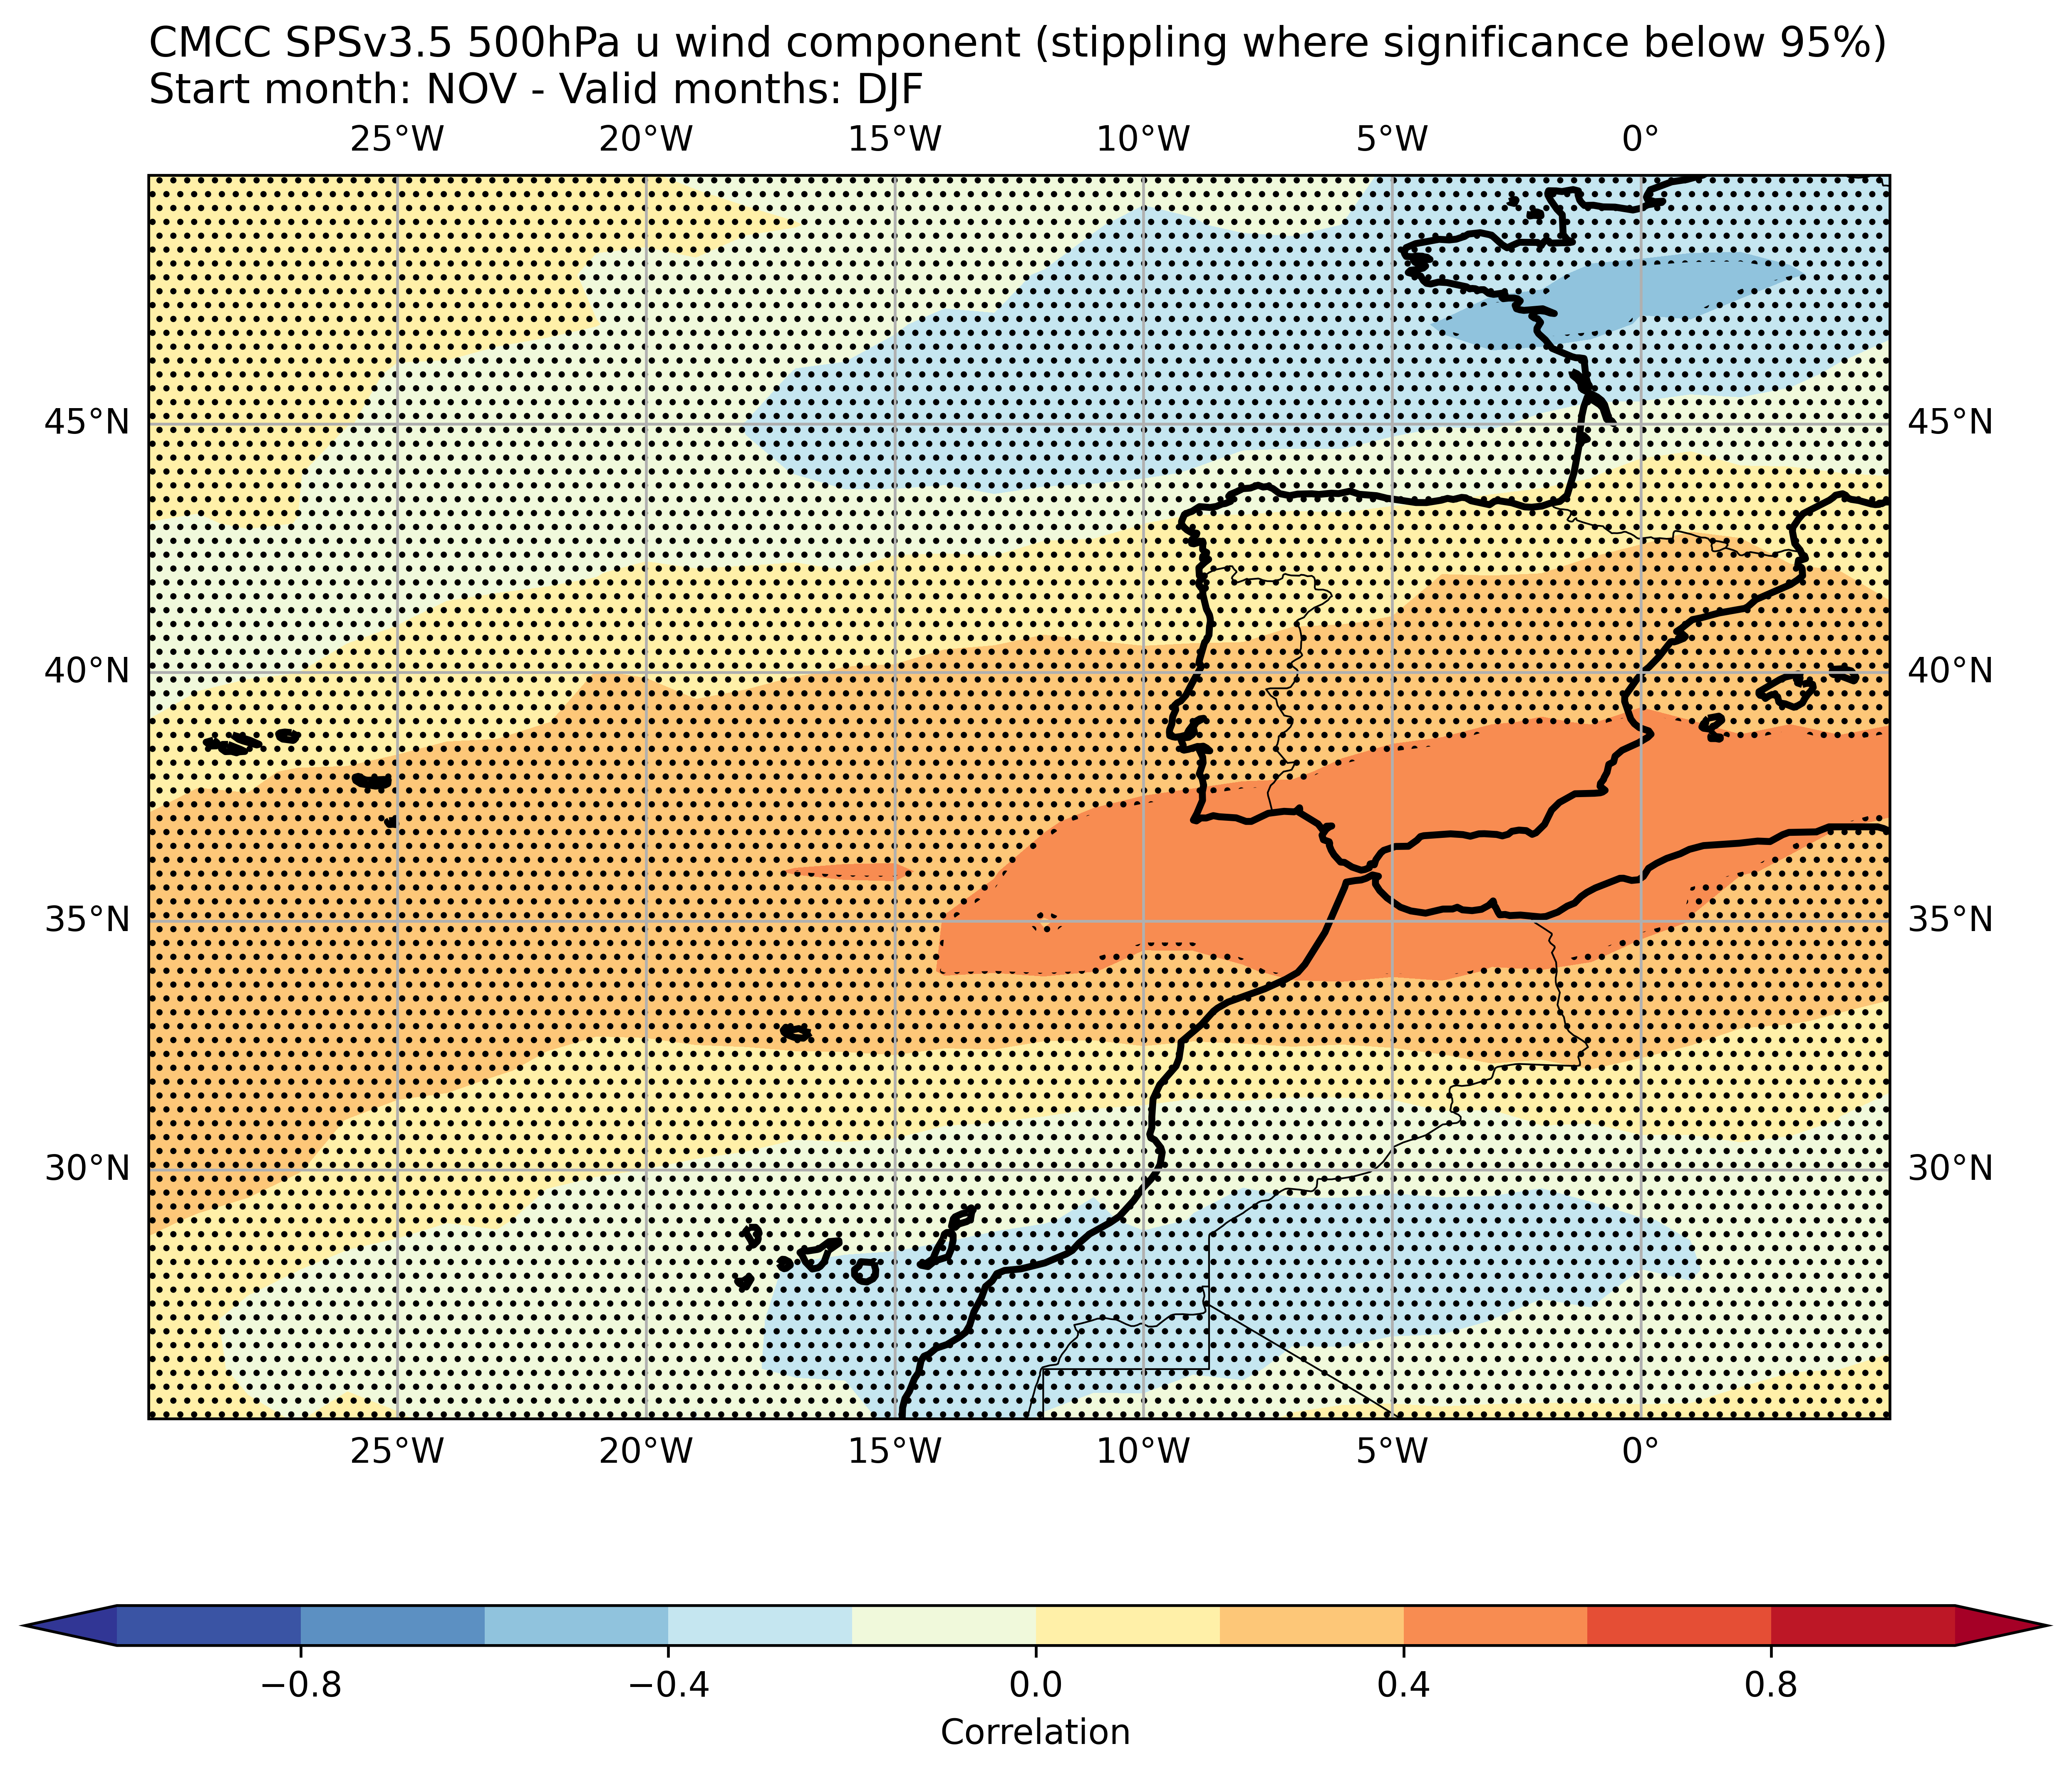 CMCC SPSv3.5 500hPa u wind component (stippling where significance below 95%)
Start month: NOV - Valid months: DJF
25°W 20°W 15°W 10°W 5°W 0°
45°N 45°N
40°N 40°N
35°N 35°N
30°N 30°N
25°W 20°W 15°W 10°W 5°W 0°
−0.8 −0.4 0.0 0.4 0.8
Correlation